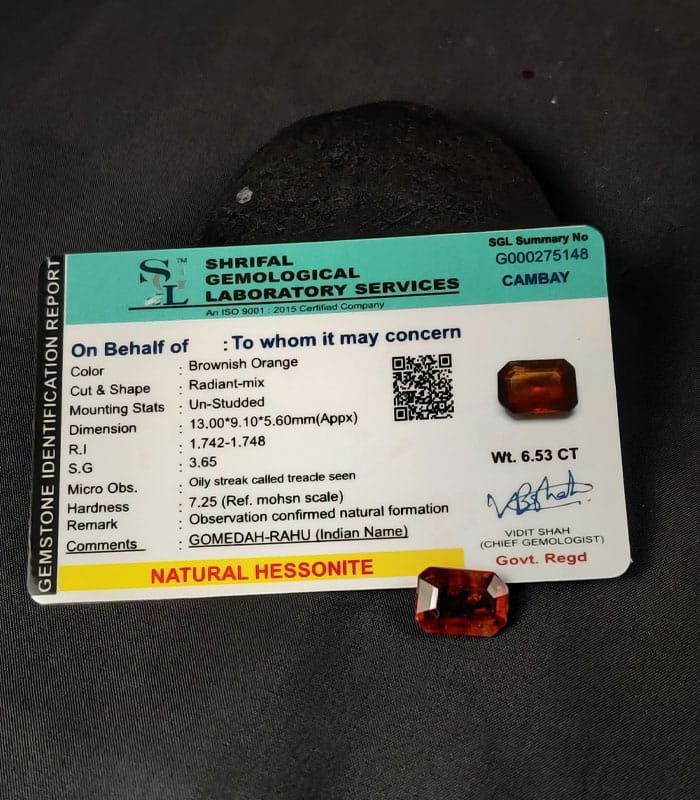 GEMSTONE IDENTIFICATION REPORT
SGL TM
SHRIFAL
GEMOLOGICAL
LABORATORY SERVICES
An ISO 9001 : 2015 Certified Company
SGL Summary No
G000275148
CAMBAY
On Behalf of : To whom it may concern
Color : Brownish Orange
Cut & Shape : Radiant-mix
Mounting Stats : Un-Studded
Dimension : 13.00*9.10*5.60mm(Appx)
R.I : 1.742-1.748
S.G : 3.65
Micro Obs. : Oily streak called treacle seen
Hardness : 7.25 (Ref. mohsn scale)
Remark : Observation confirmed natural formation
Comments : GOMEDAH-RAHU (Indian Name)
NATURAL HESSONITE
Wt. 6.53 CT
VIDIT SHAH
(CHIEF GEMOLOGIST)
Govt. Regd